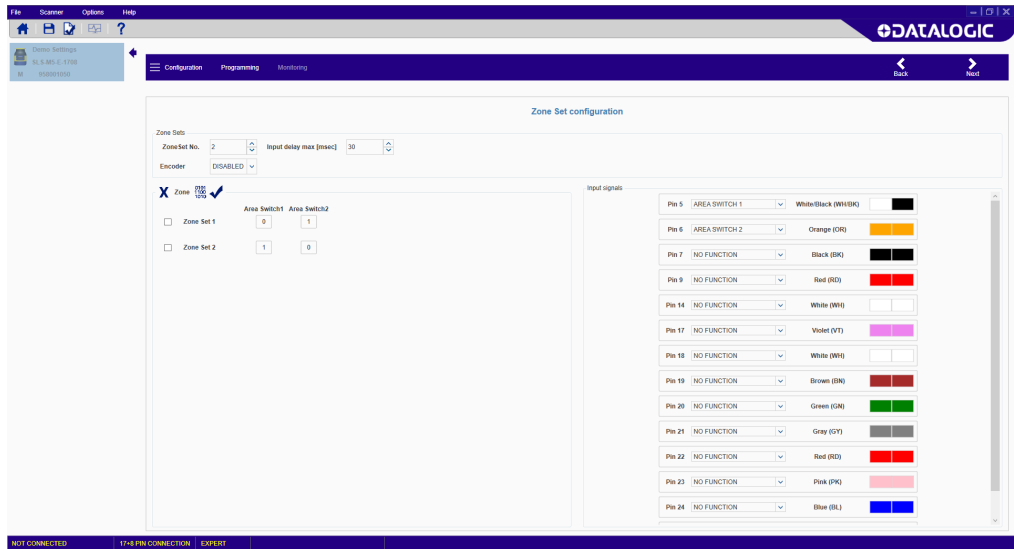 File Scanner Options Help
DATALOGIC
Demo Settings
SLS-M5-E-1708
M 950001050
Configuration Programming Monitoring
Back Next
Zone Set configuration
Zone Sets
ZoneSet No. 2 Input delay max [msec] 30
Encoder DISABLED
X Zone 0101 1100 1010
Input signals
Area Switch1 Area Switch2
Zone Set 1 0 1
Zone Set 2 1 0
Pin 5 AREA SWITCH 1 White/Black (WH/BK)
Pin 6 AREA SWITCH 2 Orange (OR)
Pin 7 NO FUNCTION Black (BK)
Pin 9 NO FUNCTION Red (RD)
Pin 14 NO FUNCTION White (WH)
Pin 17 NO FUNCTION Violet (VT)
Pin 18 NO FUNCTION White (WH)
Pin 19 NO FUNCTION Brown (BN)
Pin 20 NO FUNCTION Green (GN)
Pin 21 NO FUNCTION Gray (GY)
Pin 22 NO FUNCTION Red (RD)
Pin 23 NO FUNCTION Pink (PK)
Pin 24 NO FUNCTION Blue (BL)
NOT CONNECTED 17+8 PIN CONNECTION EXPERT